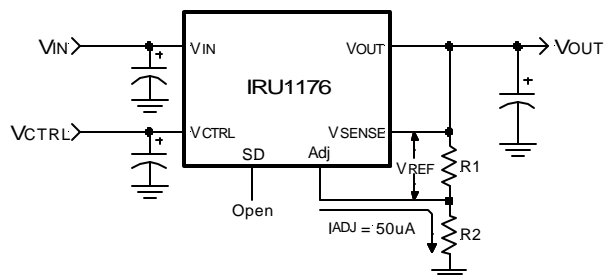 VIN
VIN
VOUT
VOUT
IRU1176
VCTRL
VCTRL
VSENSE
SD
Adj
VREF
R1
Open
IADJ = 50uA
R2
+
+
+